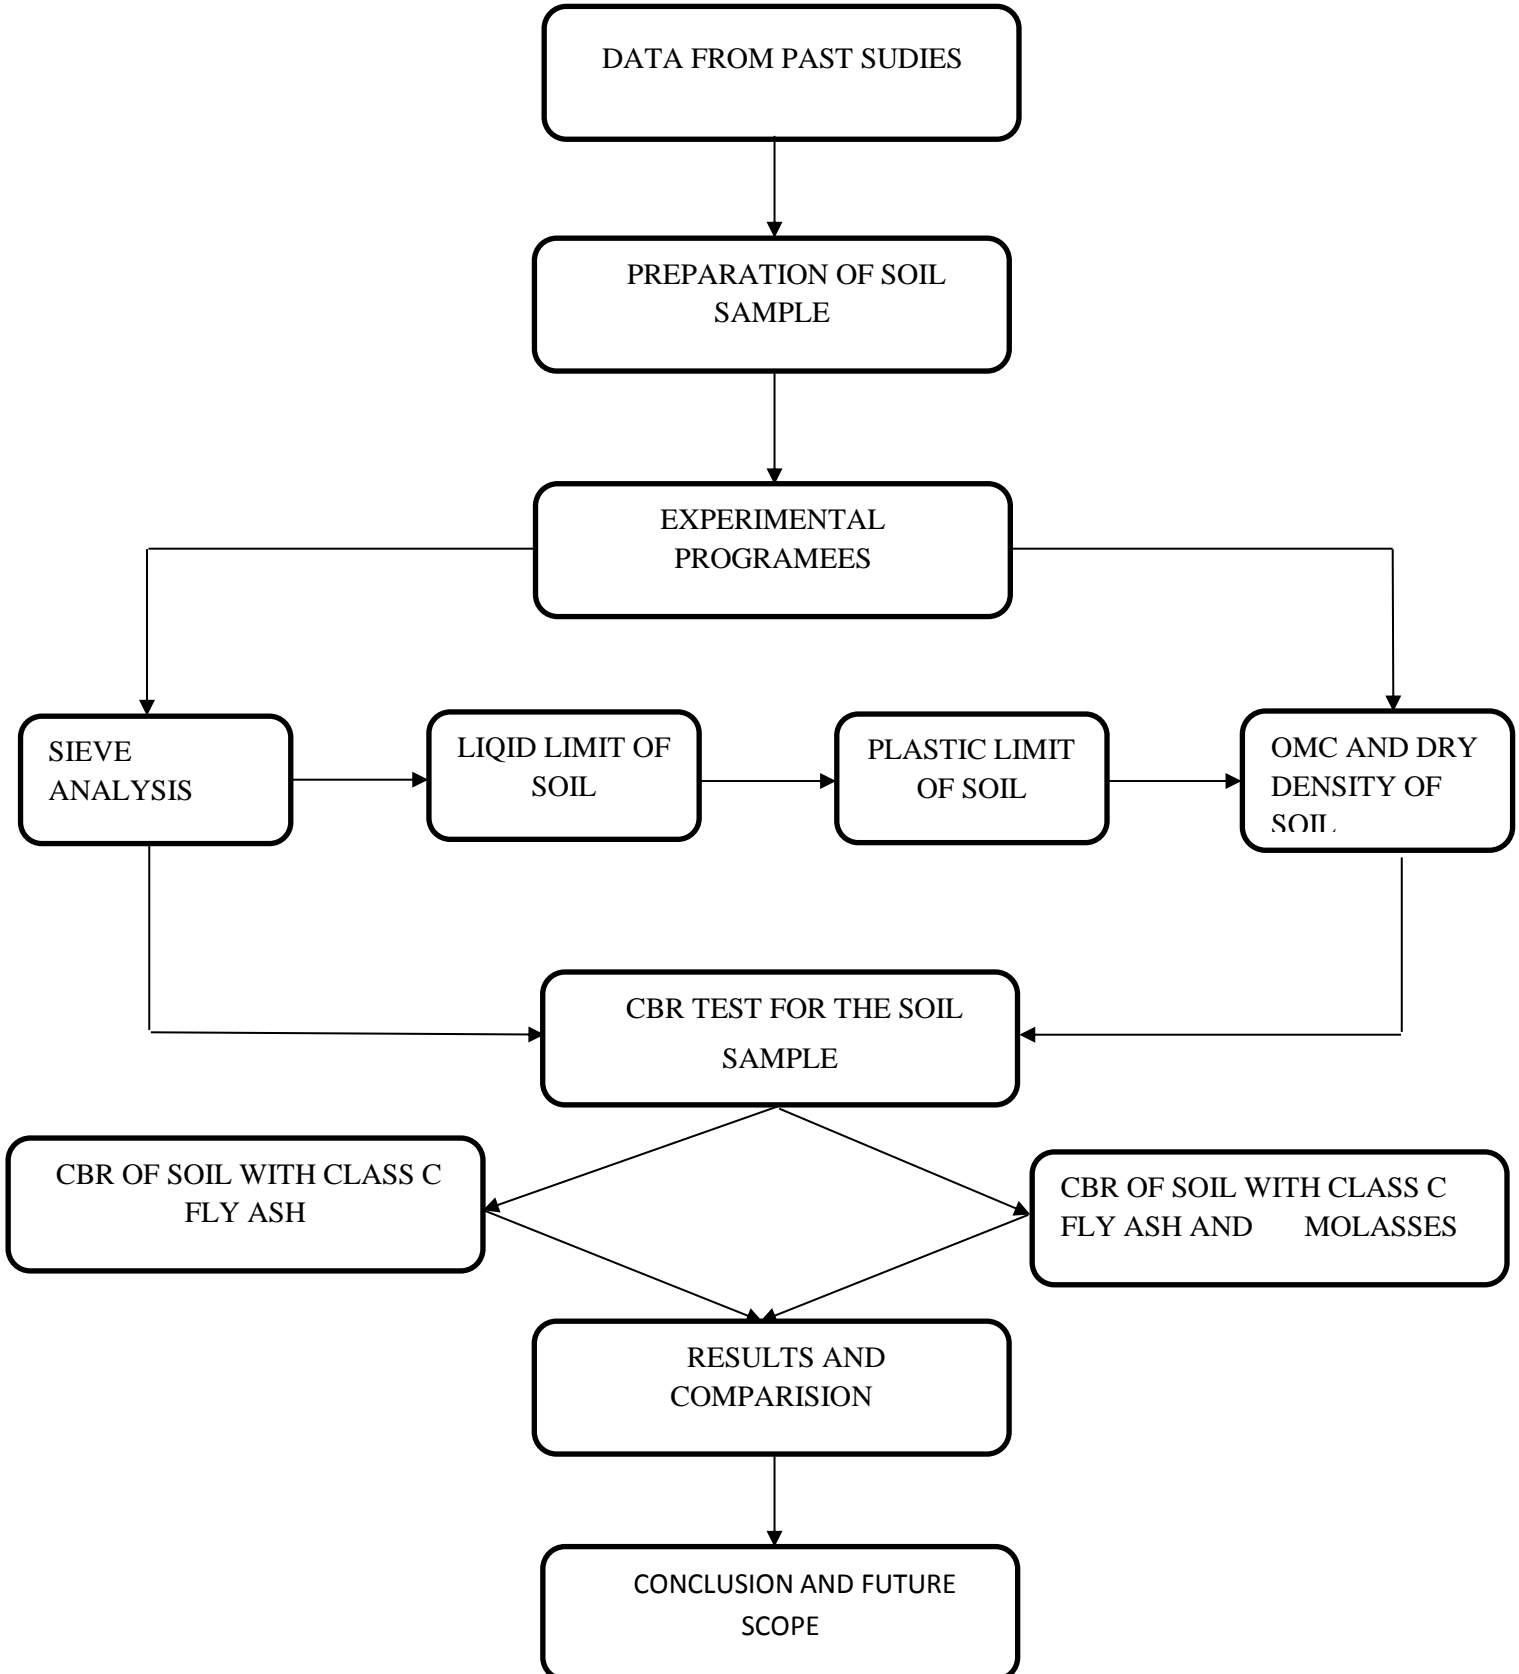 DATA FROM PAST SUDIES
PREPARATION OF SOIL
SAMPLE
EXPERIMENTAL
PROGRAMEES
SIEVE
ANALYSIS
LIQID LIMIT OF
SOIL
PLASTIC LIMIT
OF SOIL
OMC AND DRY
DENSITY OF
SOIL
CBR TEST FOR THE SOIL
SAMPLE
CBR OF SOIL WITH CLASS C
FLY ASH
CBR OF SOIL WITH CLASS C
FLY ASH AND MOLASSES
RESULTS AND
COMPARISION
CONCLUSION AND FUTURE
SCOPE